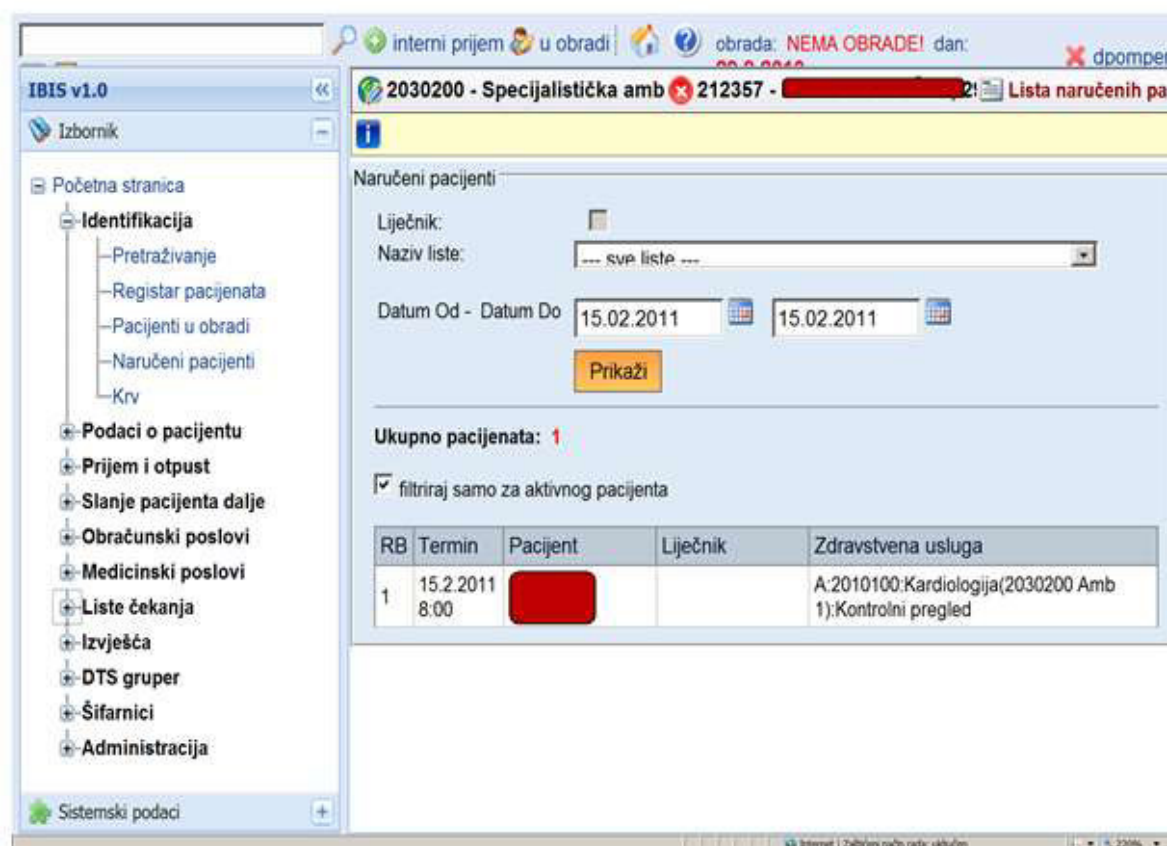 interni prijem u obradi obrada: NEMA OBRADE! dan:
IBIS v1.0
2030200 - Specijalistička amb 212357 - Lista naručenih pa
Izbornik
Početna stranica
Identifikacija
Pretraživanje
Registar pacijenata
Pacijenti u obradi
Naručeni pacijenti
Krv
Podaci o pacijentu
Prijem i otpust
Slanje pacijenta dalje
Obračunski poslovi
Medicinski poslovi
Liste čekanja
Izvješća
DTS gruper
Šifarnici
Administracija
Sistemski podaci
Naručeni pacijenti
Liječnik:
Naziv liste: --- sve liste ---
Datum Od - Datum Do 15.02.2011 15.02.2011
Prikaži
Ukupno pacijenata: 1
filtriraj samo za aktivnog pacijenta
RB Termin Pacijent Liječnik Zdravstvena usluga
1 15.2.2011 8:00 A:2010100:Kardiologija(2030200 Amb
1):Kontrolni pregled
220%